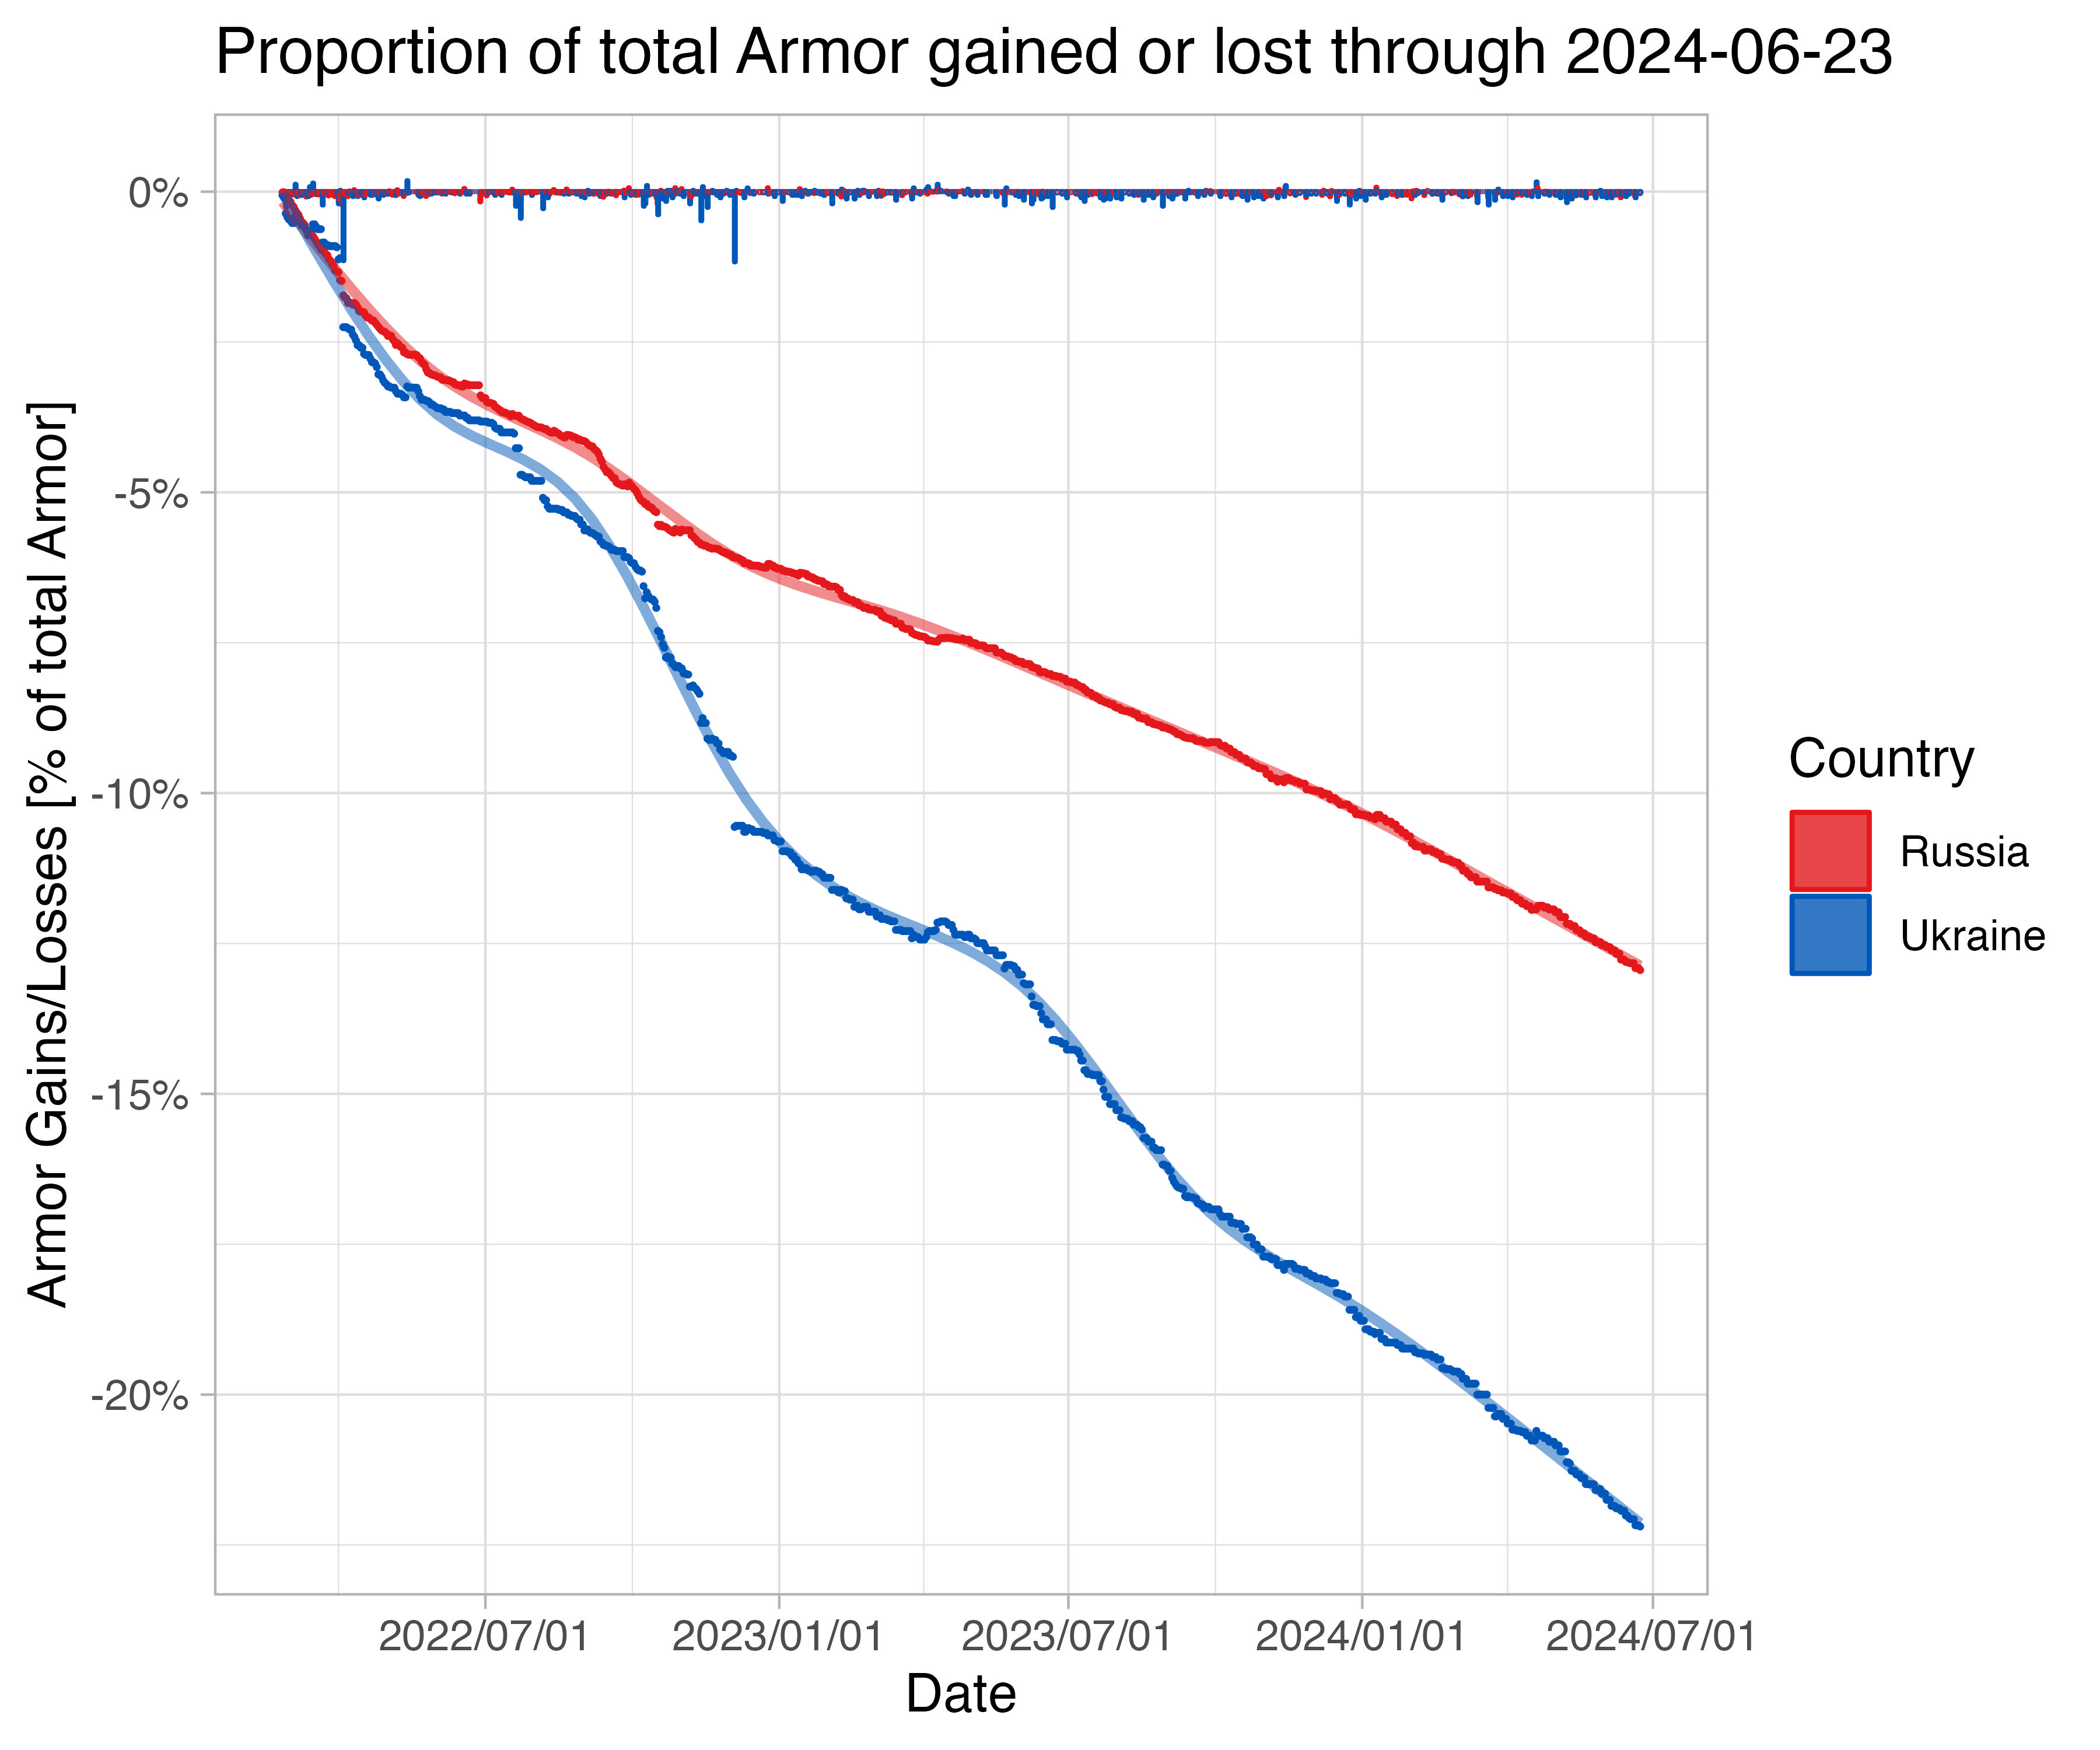 Proportion of total Armor gained or lost through 2024-06-23
Armor Gains/Losses [% of total Armor]
0%
-5%
-10%
-15%
-20%
2022/07/01
2023/01/01
2023/07/01
2024/01/01
2024/07/01
Date
Country
Russia
Ukraine